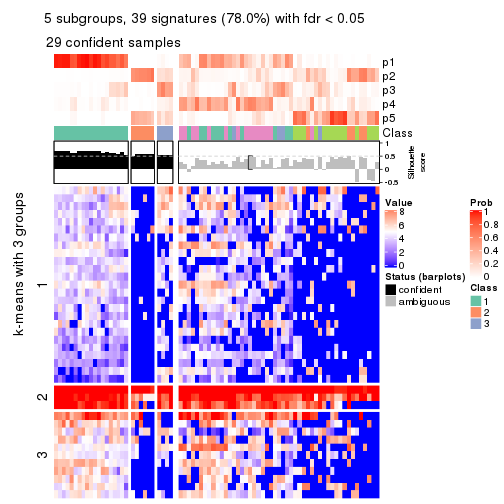 5 subgroups, 39 signatures (78.0%) with fdr < 0.05
29 confident samples
p1
p2
p3
p4
p5
Class
1
0.5
0
-0.5
Silhouette
score
k-means with 3 groups
1
2
3
Value
8
6
4
2
0
Status (barplots)
confident
ambiguous
Prob
1
0.8
0.6
0.4
0.2
0
Class
1
2
3